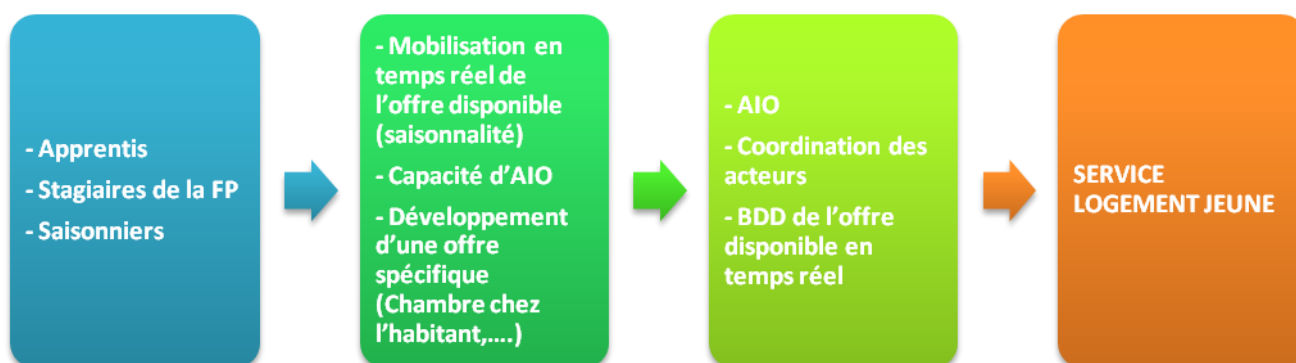 - Apprentis
- Stagiaires de la FP
- Saisonniers
- Mobilisation en
temps réel de
l’offre disponible
(saisonnalité)
- Capacité d’AIO
- Développement
d’une offre
spécifique
(Chambre chez
l’habitant,....)
- AIO
- Coordination des
acteurs
- BDD de l’offre
disponible en
temps réel
SERVICE
LOGEMENT JEUNE